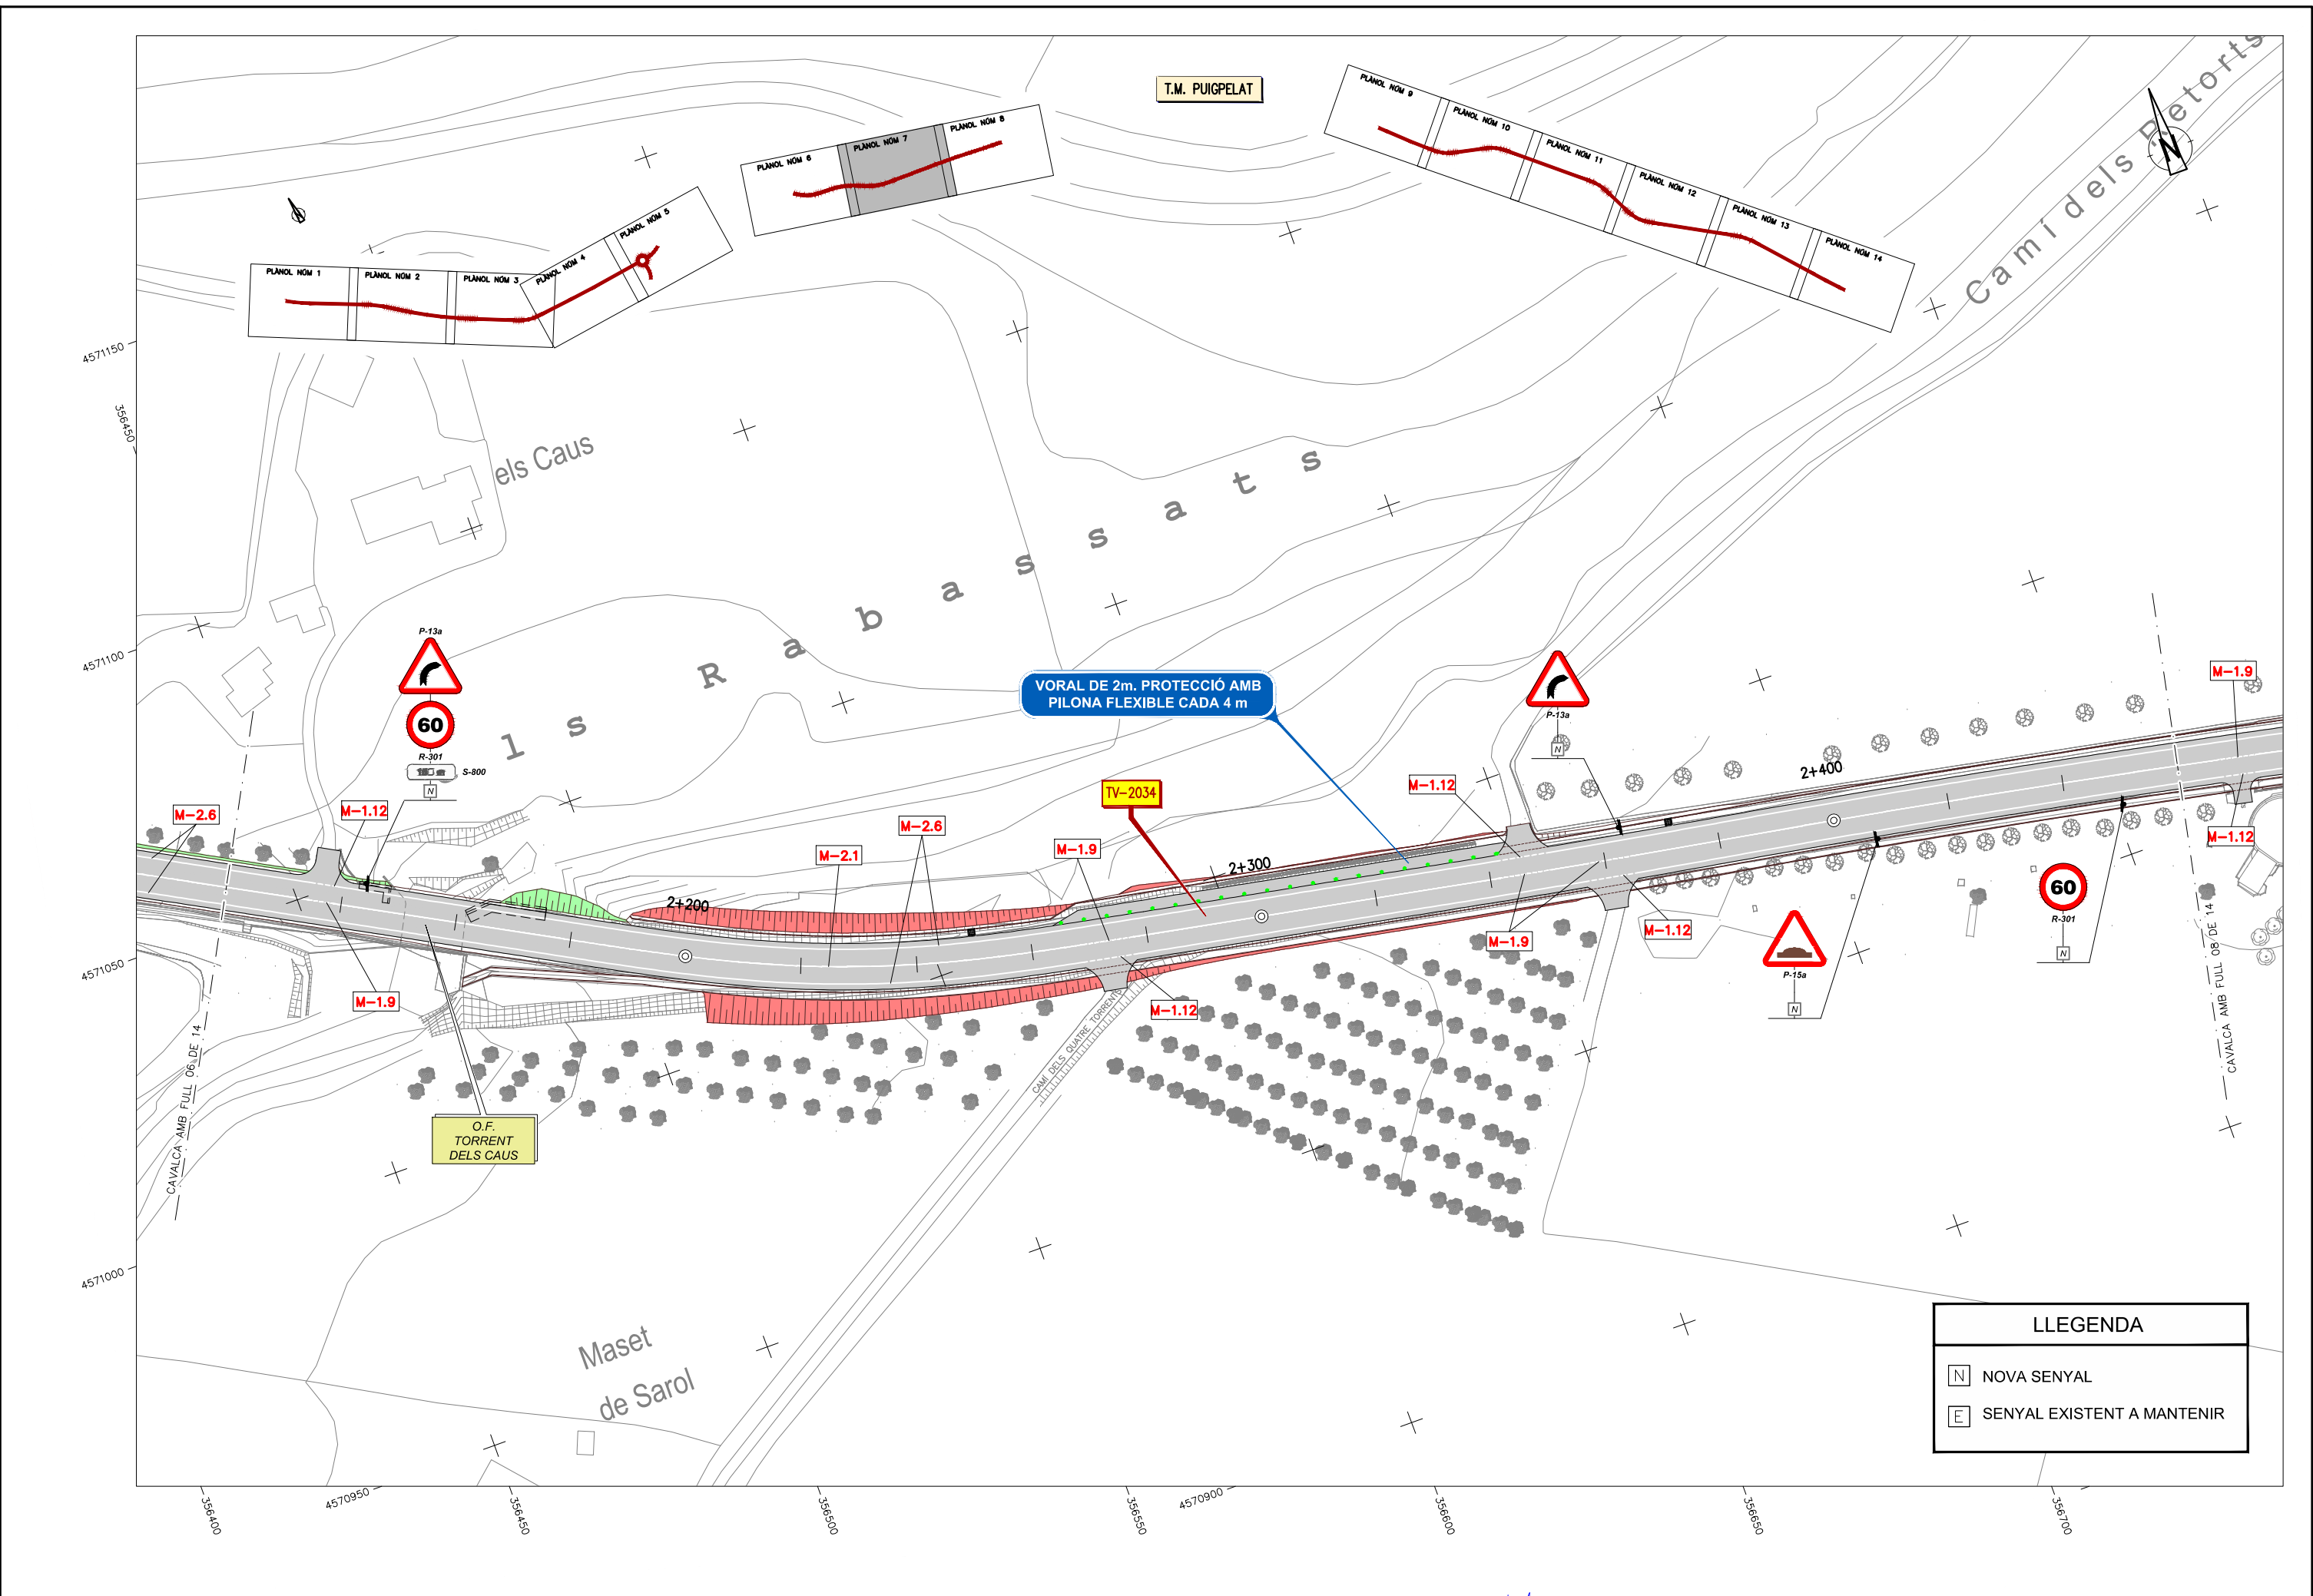 T.M. PUIGPELAT
PLÀNOL NÚM 1
PLÀNOL NÚM 2
PLÀNOL NÚM 3
PLÀNOL NÚM 4
PLÀNOL NÚM 5
PLÀNOL NÚM 6
PLÀNOL NÚM 7
PLÀNOL NÚM 8
PLÀNOL NÚM 9
PLÀNOL NÚM 10
PLÀNOL NÚM 11
PLÀNOL NÚM 12
PLÀNOL NÚM 13
PLÀNOL NÚM 14
N
Camí dels Retorts
4571150
356450
els Caus
els Rabassats
4571100
P-13a
60
R-301
S-800
N
VORAL DE 2m. PROTECCIÓ AMB
PILONA FLEXIBLE CADA 4 m
P-13a
N
M-1.9
2+400
TV-2034
M-1.12
M-2.6
M-1.12
M-2.6
M-2.1
M-1.9
2+300
2+200
M-1.12
60
R-301
N
M-1.12
M-1.9
P-15a
N
4571050
M-1.9
M-1.12
CAMÍ DELS QUATRE TORRENTS
CAVALCA AMB FULL 06 DE 14
CAVALCA AMB FULL 08 DE 14
O.F.
TORRENT
DELS CAUS
4571000
Maset
de Sarol
LLEGENDA
N NOVA SENYAL
E SENYAL EXISTENT A MANTENIR
356400
4570950
356450
356500
356550
4570900
356600
356650
356700